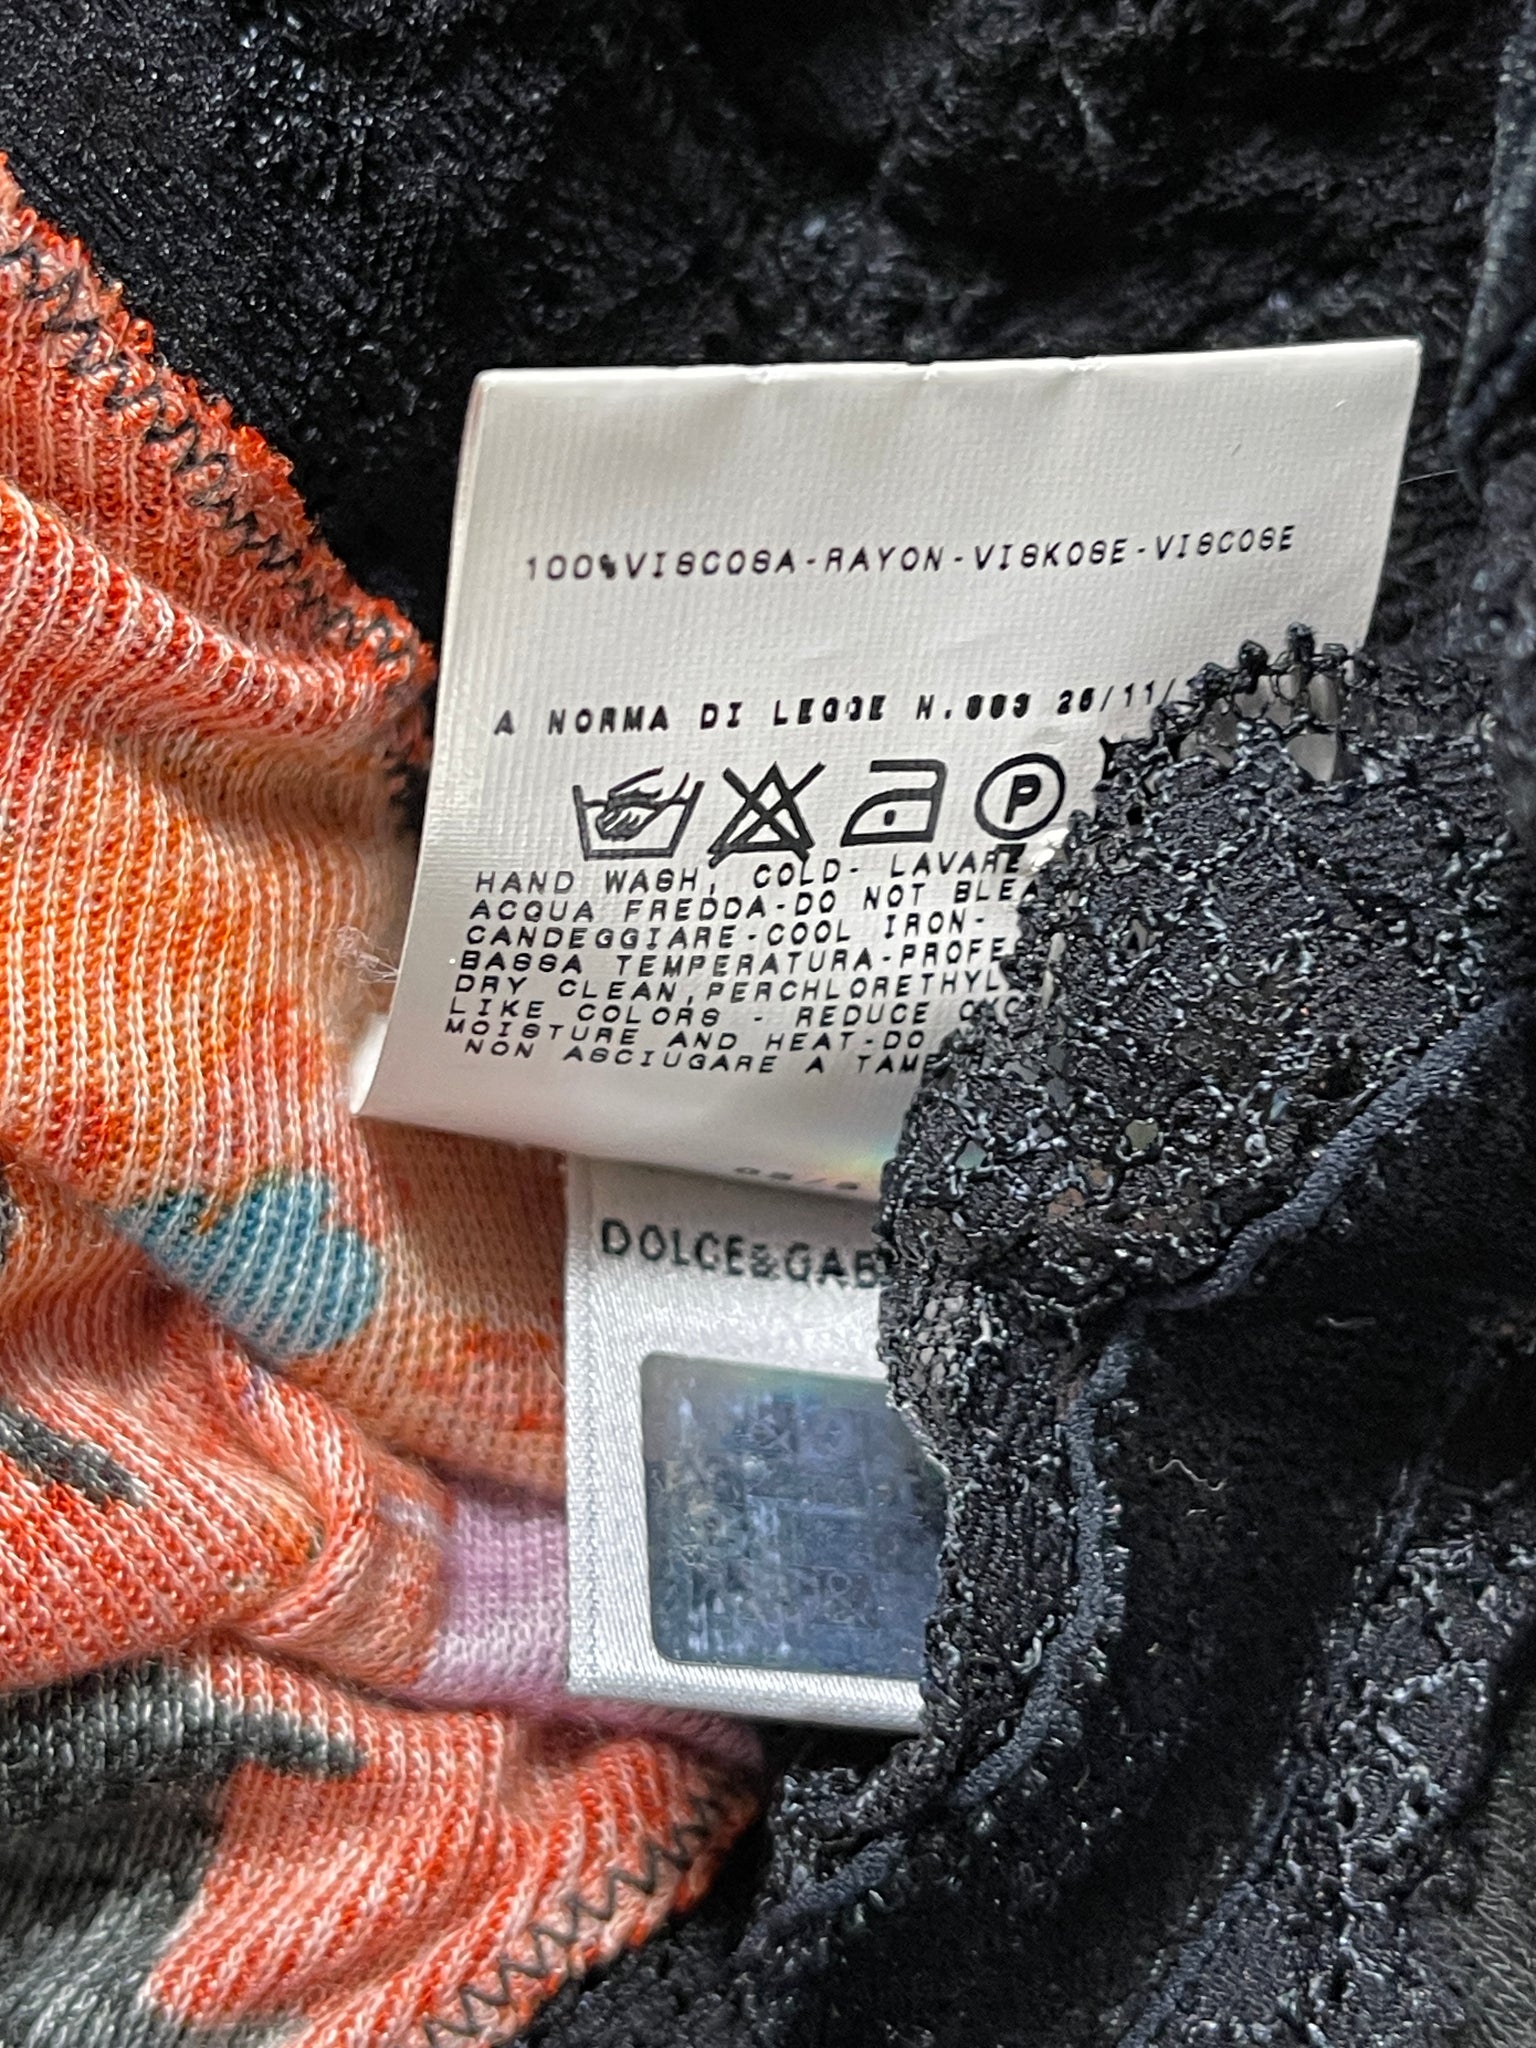 100%VISCOSA-RAYON-VISKOSE-VISCOSE
A NORMA DI LEGGE N.883 26/11/
P
HAND WASH, COLD- LAVARE
ACQUA FREDDA-DO NOT BLEA
CANDEGGIARE-COOL IRON-
BASSA TEMPERATURA-PROFE
DRY CLEAN,PERCHLORETHYL
LIKE COLORS - REDUCE
MOISTURE AND HEAT-DO
NON ASCIUGARE A TAM
DOLCE&GAB